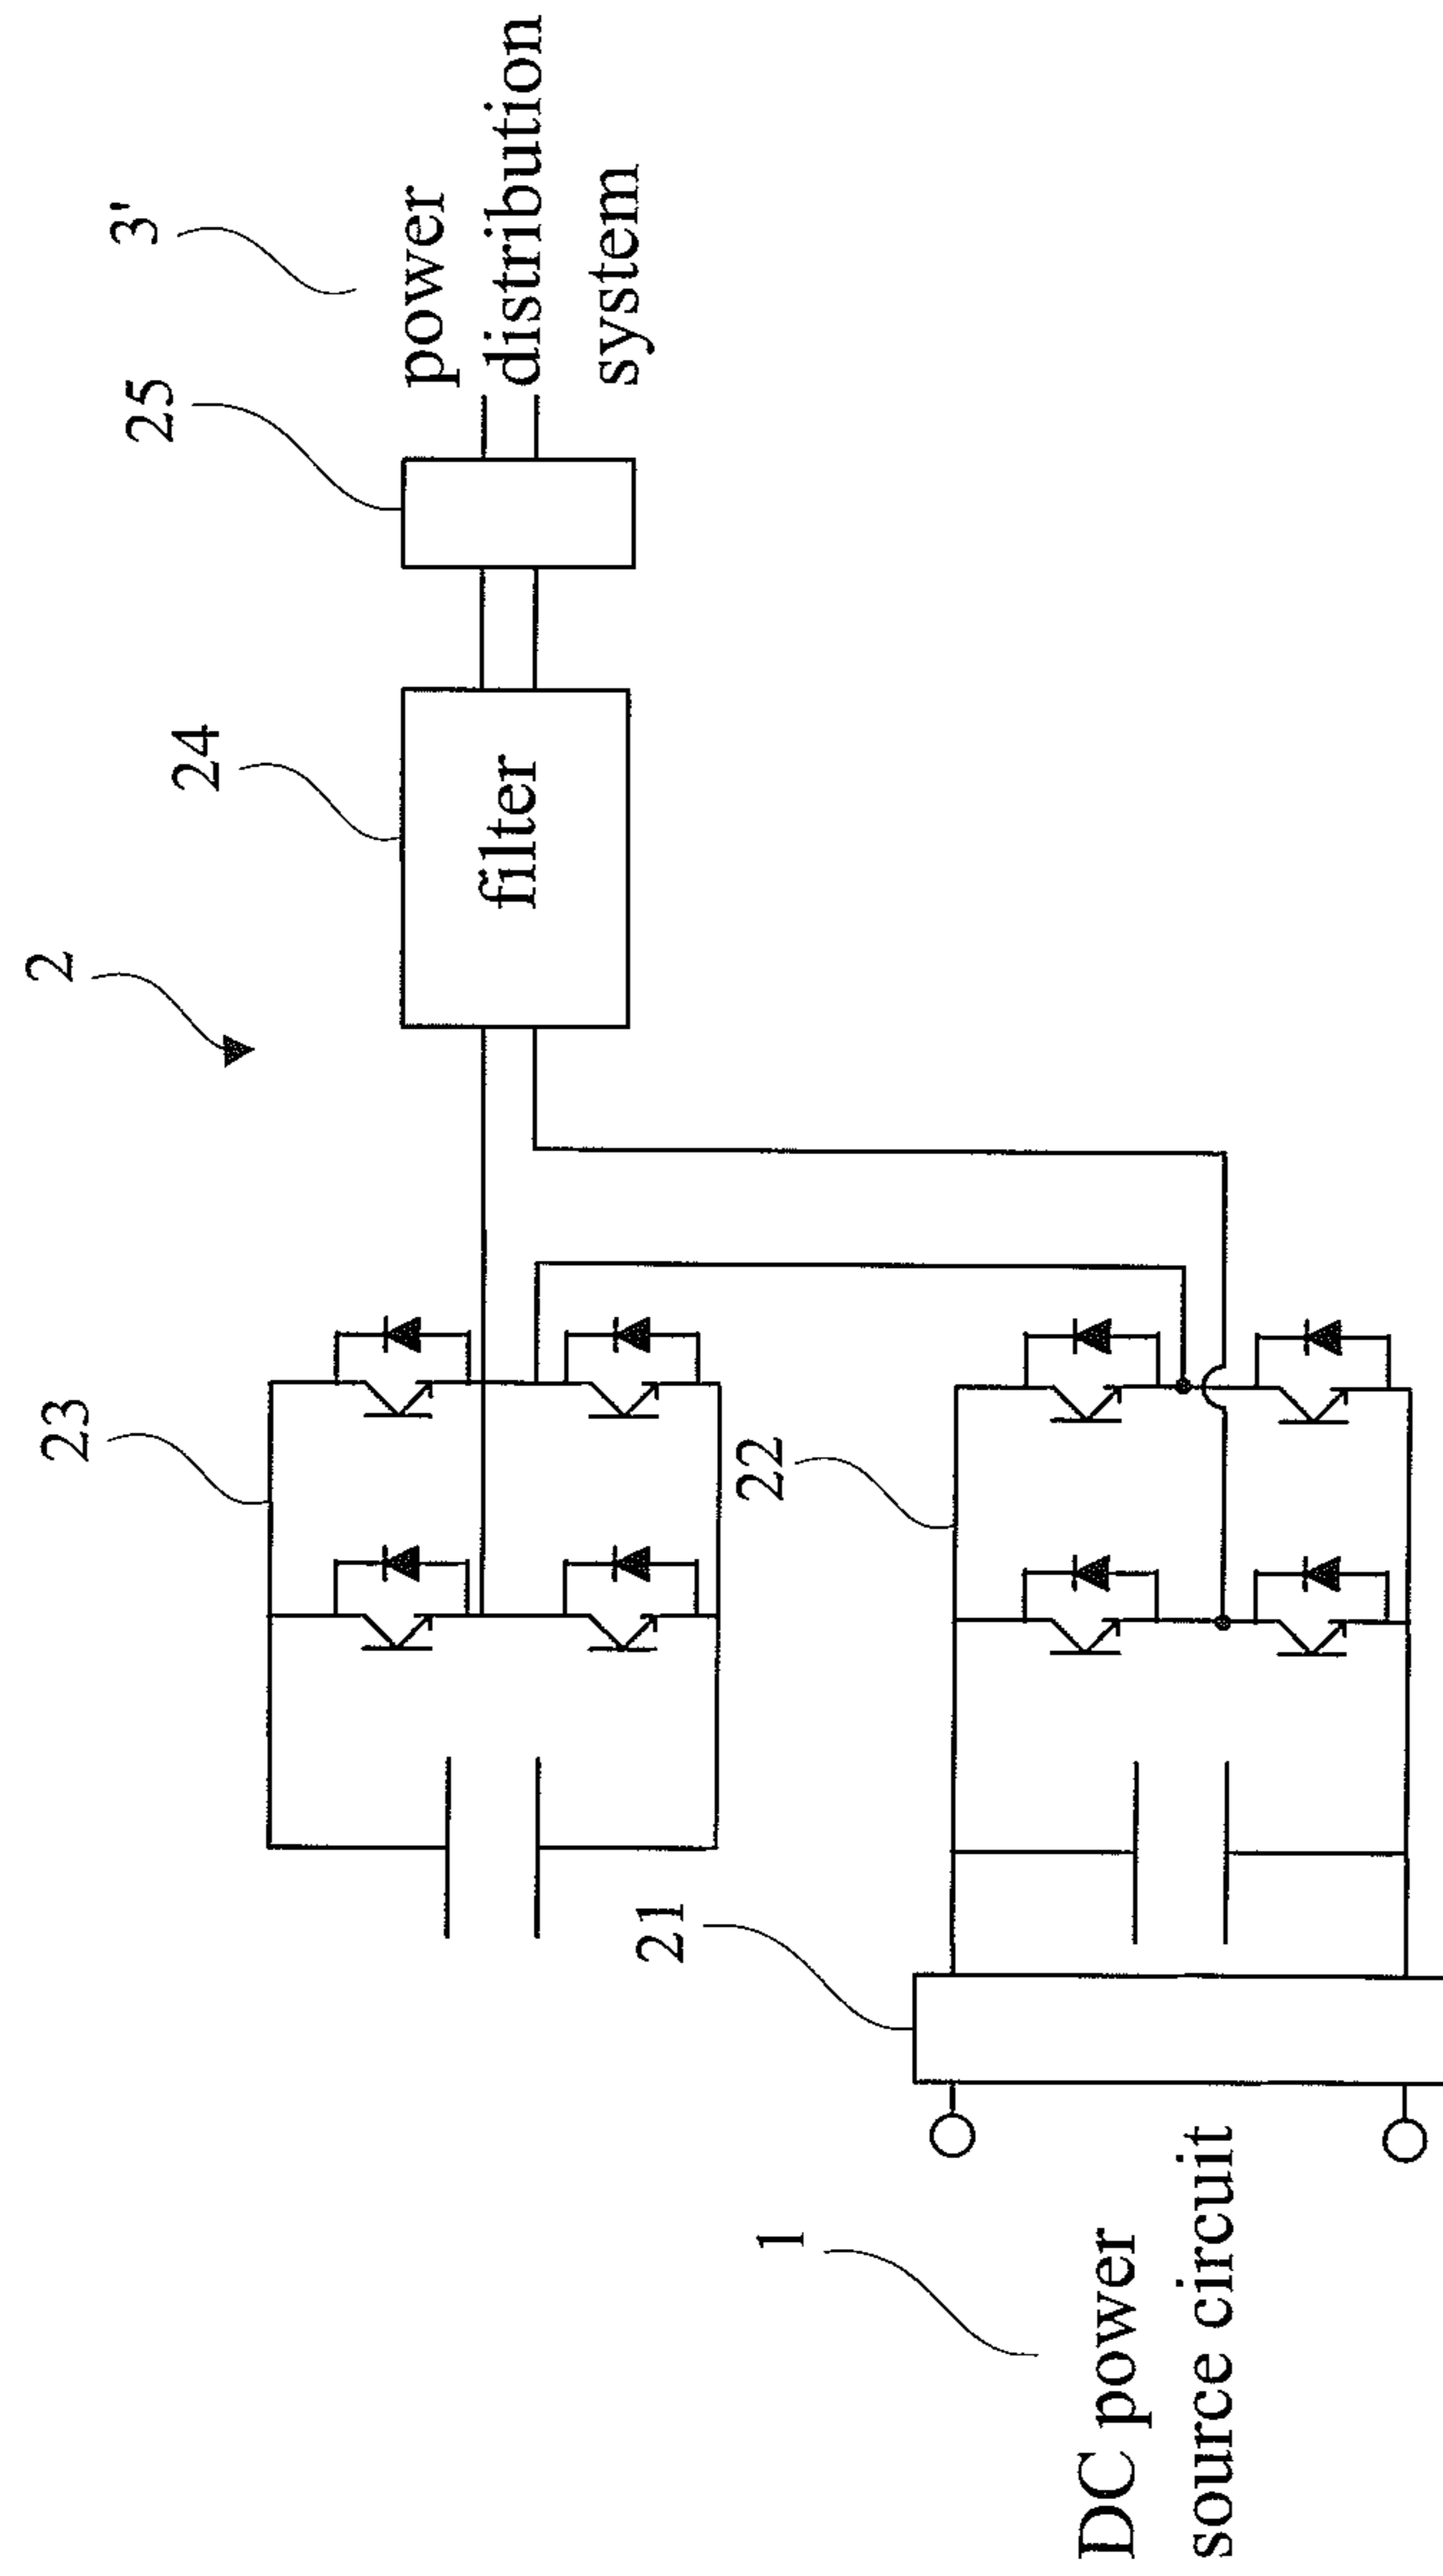 2
3'
23
24
25
power
distribution
system
filter
21
22
1
DC power
source circuit